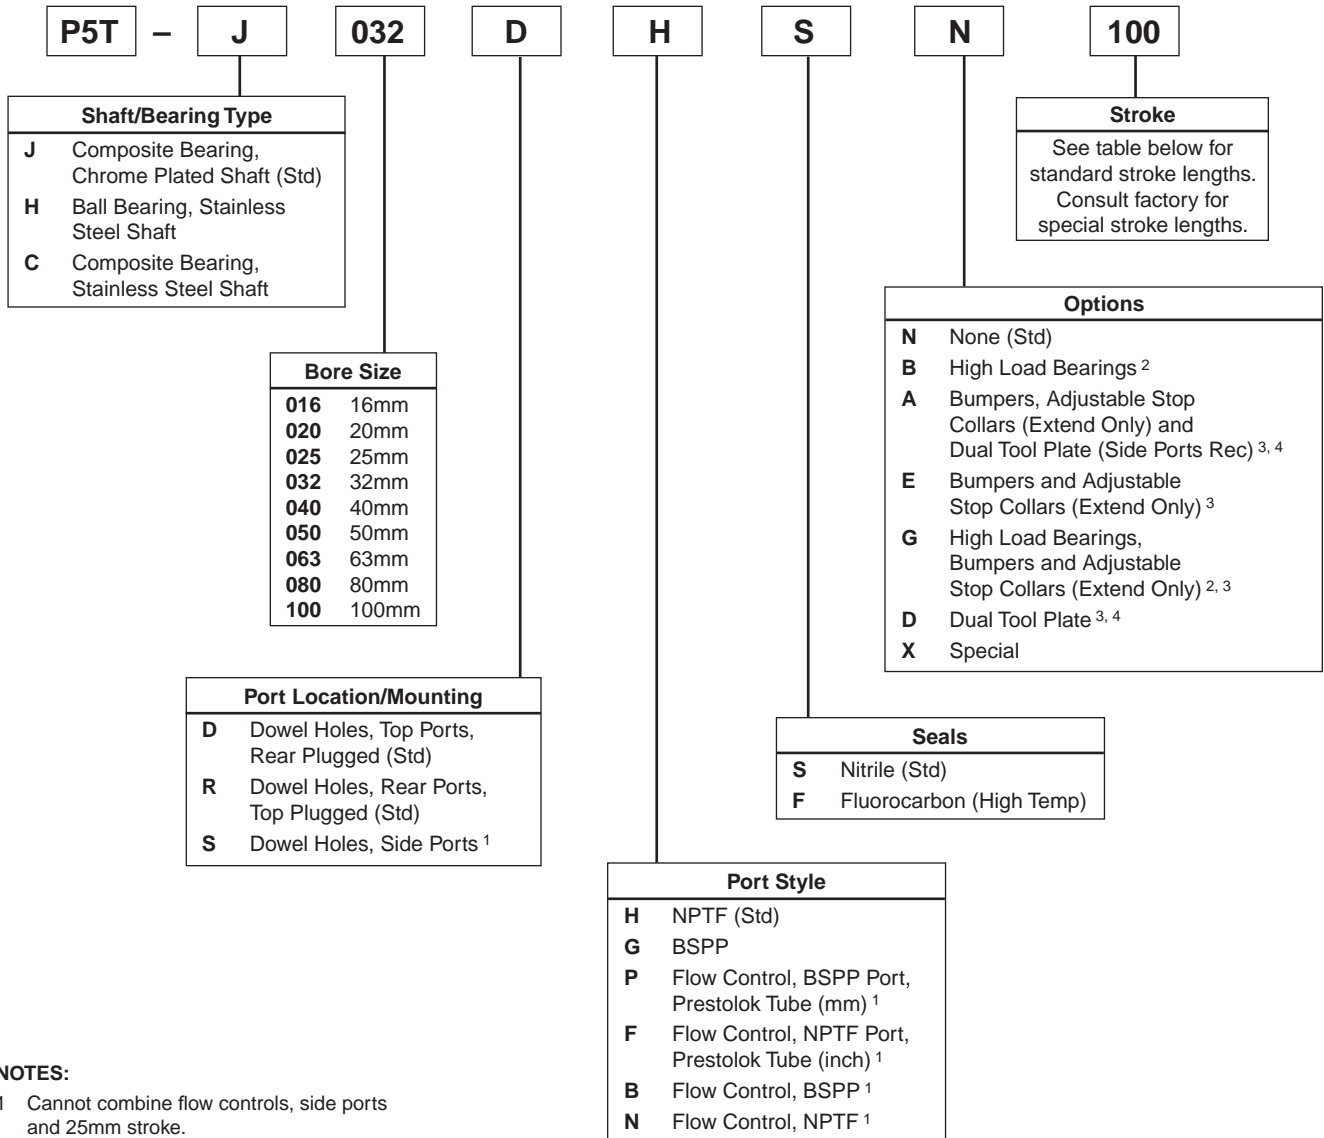 P5T – J 032 D H S N 100
Shaft/Bearing Type
J Composite Bearing,
Chrome Plated Shaft (Std)
H Ball Bearing, Stainless
Steel Shaft
C Composite Bearing,
Stainless Steel Shaft
Stroke
See table below for
standard stroke lengths.
Consult factory for
special stroke lengths.
Bore Size
016 16mm
020 20mm
025 25mm
032 32mm
040 40mm
050 50mm
063 63mm
080 80mm
100 100mm
Options
N None (Std)
B High Load Bearings 2
A Bumpers, Adjustable Stop
Collars (Extend Only) and
Dual Tool Plate (Side Ports Rec) 3, 4
E Bumpers and Adjustable
Stop Collars (Extend Only) 3
G High Load Bearings,
Bumpers and Adjustable
Stop Collars (Extend Only) 2, 3
D Dual Tool Plate 3, 4
X Special
Port Location/Mounting
D Dowel Holes, Top Ports,
Rear Plugged (Std)
R Dowel Holes, Rear Ports,
Top Plugged (Std)
S Dowel Holes, Side Ports 1
Seals
S Nitrile (Std)
F Fluorocarbon (High Temp)
Port Style
H NPTF (Std)
G BSPP
P Flow Control, BSPP Port,
Prestolok Tube (mm) 1
F Flow Control, NPTF Port,
Prestolok Tube (inch) 1
B Flow Control, BSPP 1
N Flow Control, NPTF 1
NOTES:
1 Cannot combine flow controls, side ports
and 25mm stroke.